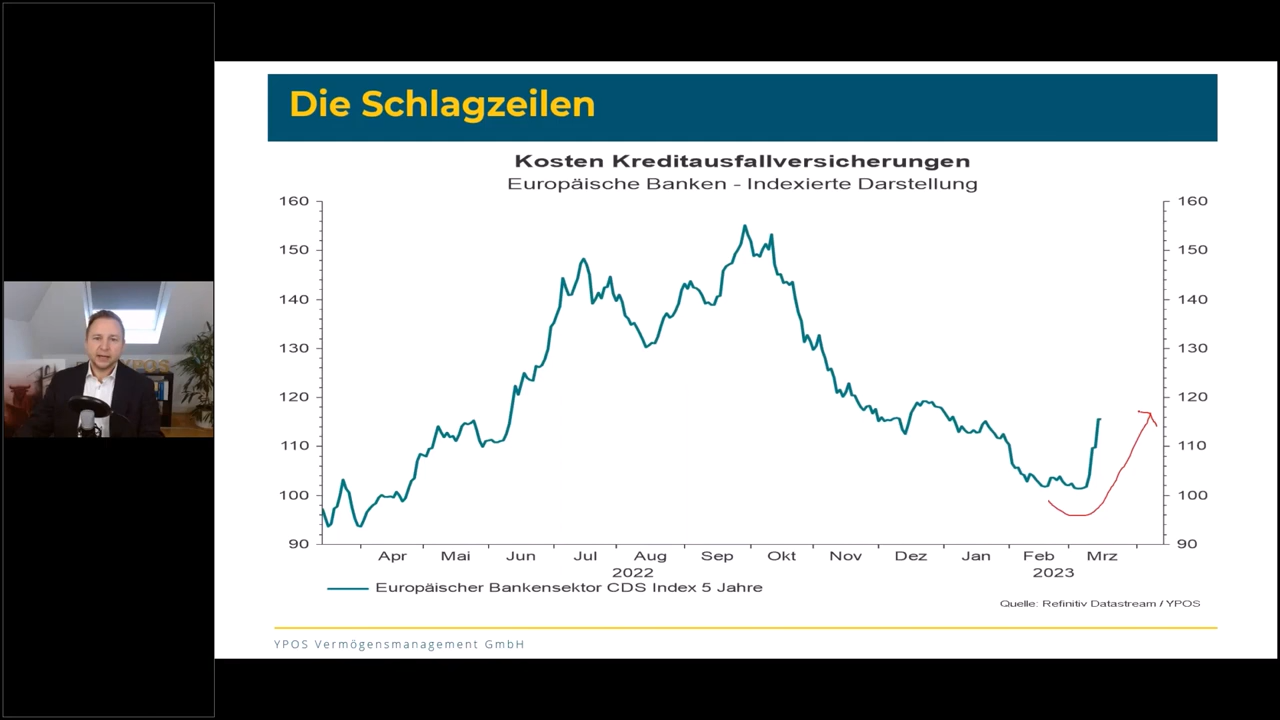 Die Schlagzeilen
Kosten Kreditausfallversicherungen
Europäische Banken - Indexierte Darstellung
160 160
150 150
140 140
130 130
120 120
110 110
100 100
90 90
Apr Mai Jun Jul Aug Sep Okt Nov Dez Jan Feb Mrz
2022 2023
Europäischer Bankensektor CDS Index 5 Jahre
Quelle: Refinitiv Datastream / YPOS
YPOS Vermögensmanagement GmbH
YPOS